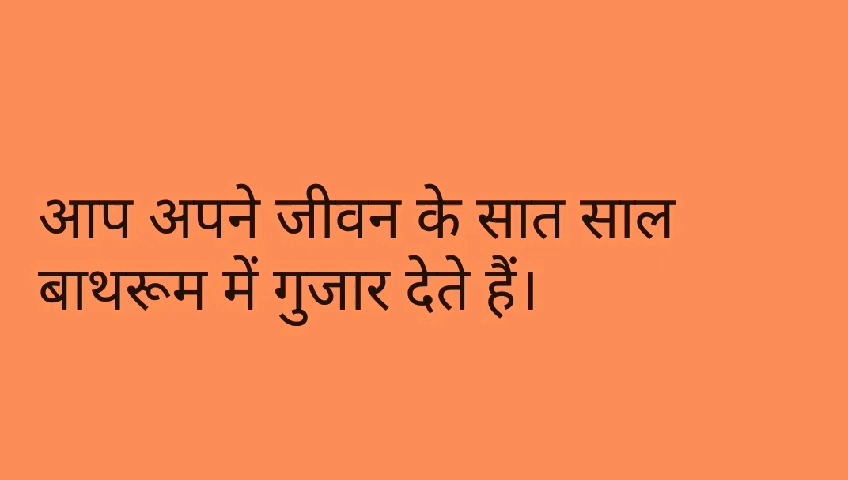 आप अपने जीवन के सात साल
बाथरूम में गुजार देते हैं।